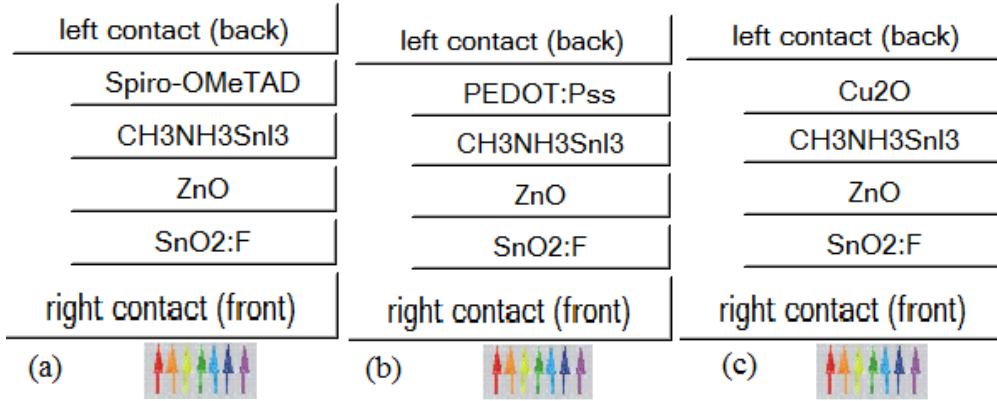 left contact (back)
Spiro-OMeTAD
CH3NH3SnI3
ZnO
SnO2:F
right contact (front)
(a)
left contact (back)
PEDOT:Pss
CH3NH3SnI3
ZnO
SnO2:F
right contact (front)
(b)
left contact (back)
Cu2O
CH3NH3SnI3
ZnO
SnO2:F
right contact (front)
(c)